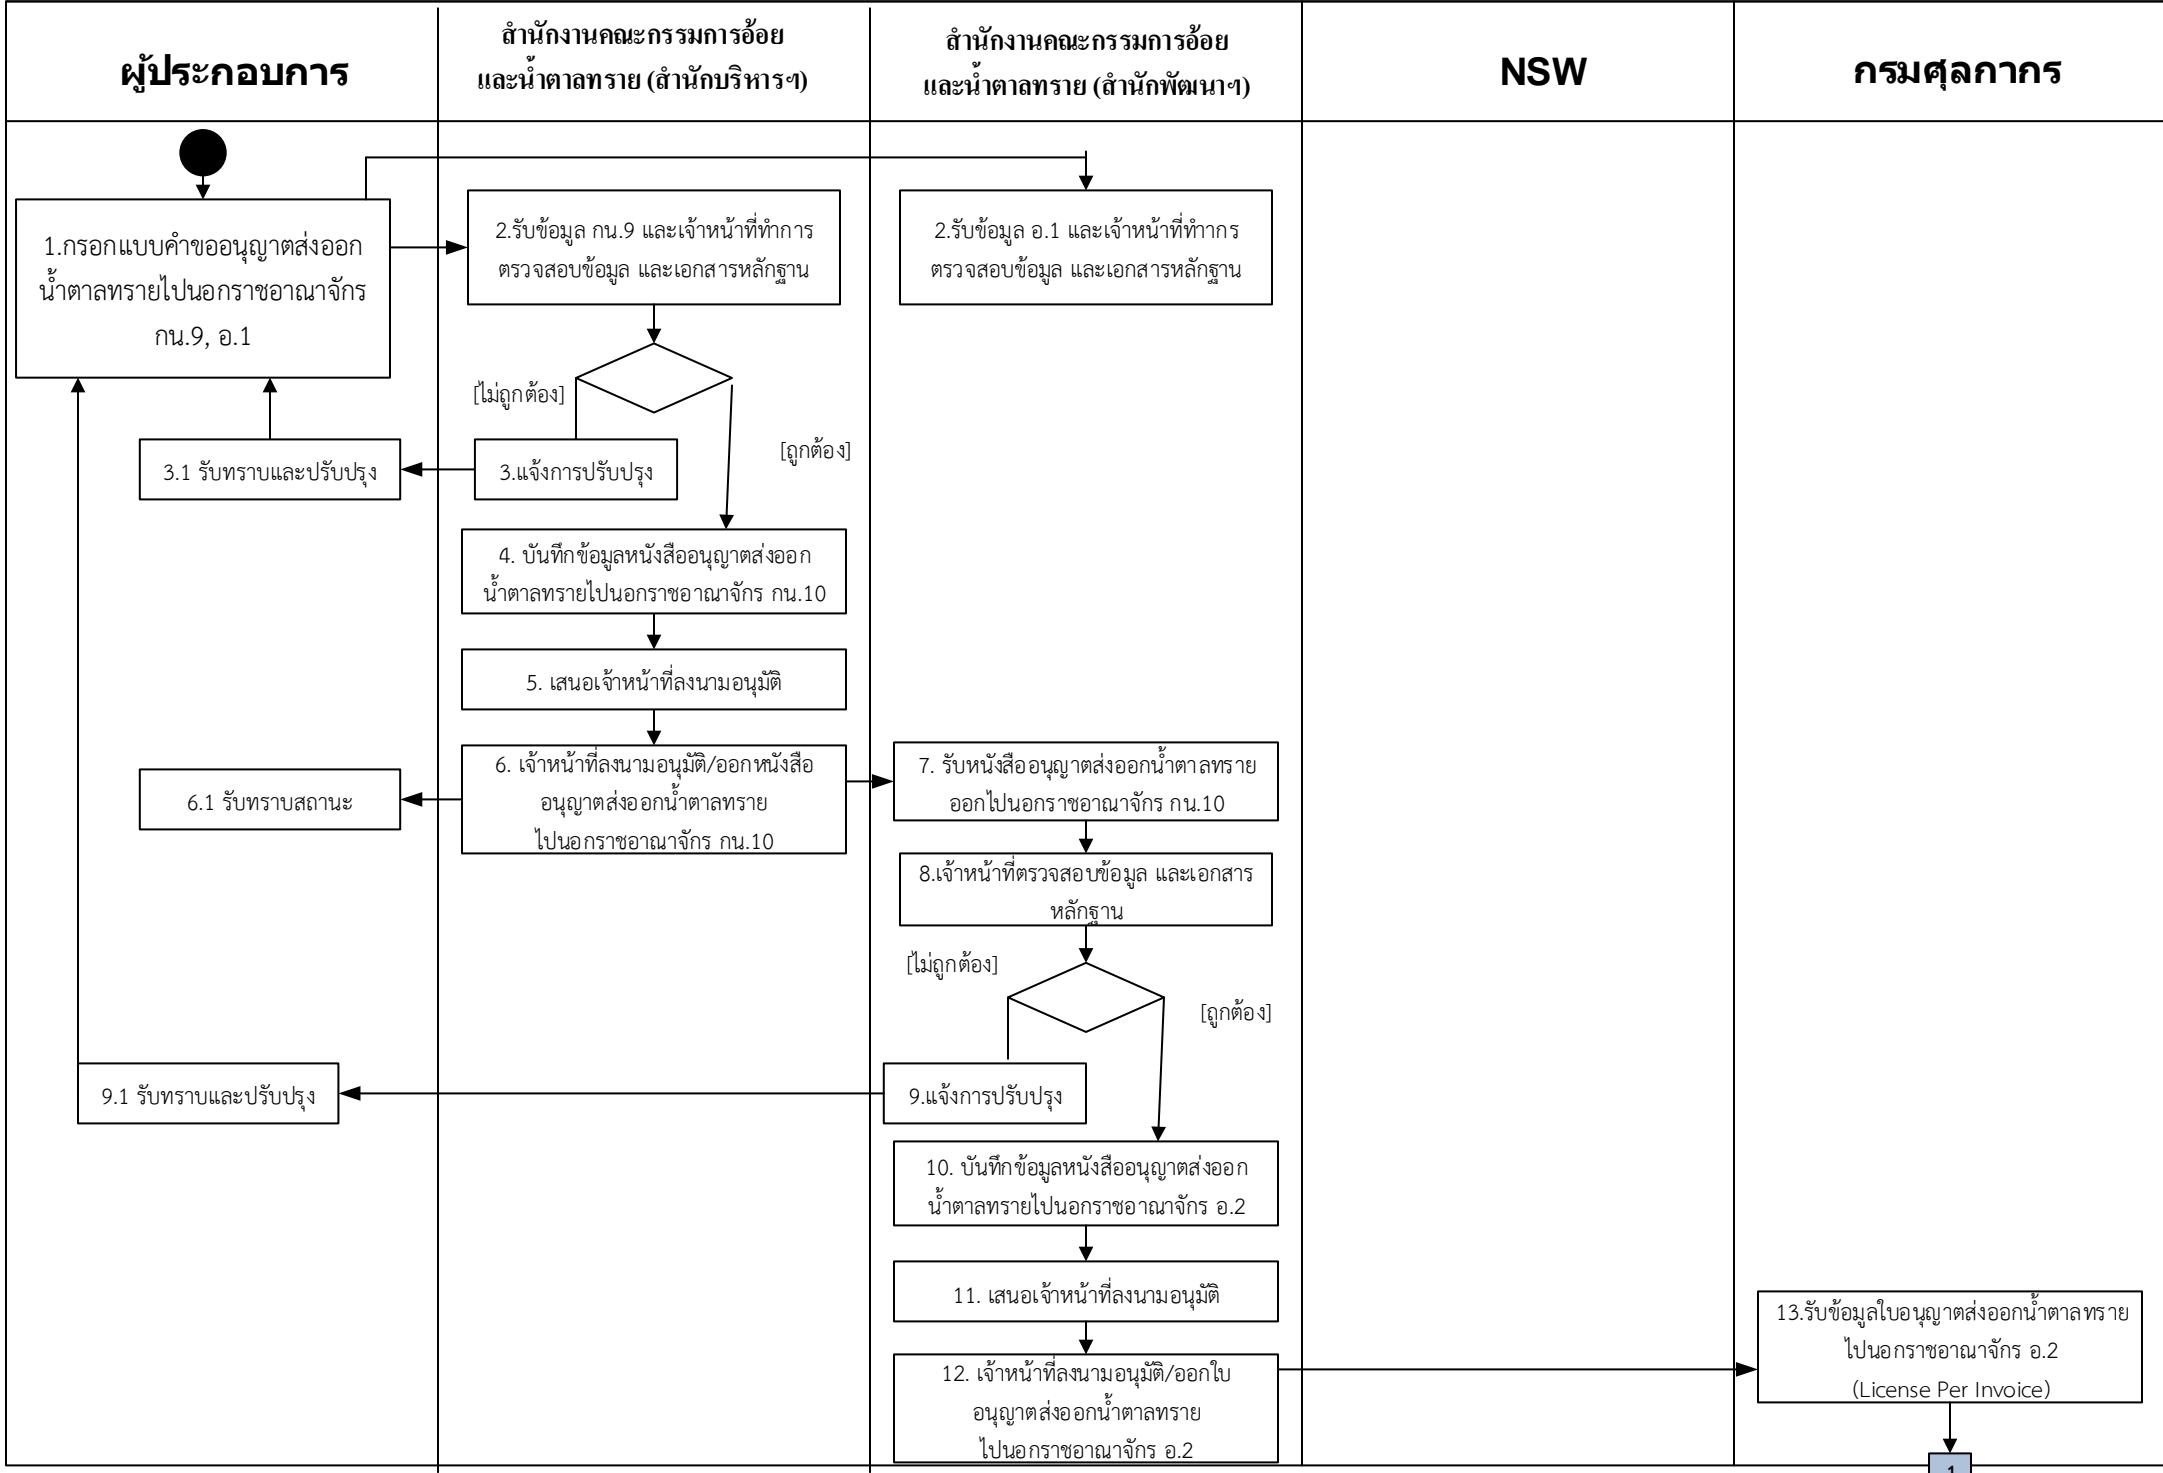 ผู้ประกอบการ
สำนักงานคณะกรรมการอ้อย
และน้ำตาลทราย (สำนักบริหารฯ)
สำนักงานคณะกรรมการอ้อย
และน้ำตาลทราย (สำนักพัฒนาฯ)
NSW
กรมศุลกากร
1.กรอกแบบคำขออนุญาตส่งออก
น้ำตาลทรายไปนอกราชอาณาจักร
กน.9, อ.1
2.รับข้อมูล กน.9 และเจ้าหน้าที่ทำการ
ตรวจสอบข้อมูล และเอกสารหลักฐาน
2.รับข้อมูล อ.1 และเจ้าหน้าที่ทำากร
ตรวจสอบข้อมูล และเอกสารหลักฐาน
[ไม่ถูกต้อง]
[ถูกต้อง]
3.1 รับทราบและปรับปรุง
3.แจ้งการปรับปรุง
4. บันทึกข้อมูลหนังสืออนุญาตส่งออก
น้ำตาลทรายไปนอกราชอาณาจักร กน.10
5. เสนอเจ้าหน้าที่ลงนามอนุมัติ
6. เจ้าหน้าที่ลงนามอนุมัติ/ออกหนังสือ
อนุญาตส่งออกน้ำตาลทราย
ไปนอกราชอาณาจักร กน.10
6.1 รับทราบสถานะ
7. รับหนังสืออนุญาตส่งออกน้ำตาลทราย
ออกไปนอกราชอาณาจักร กน.10
8.เจ้าหน้าที่ตรวจสอบข้อมูล และเอกสาร
หลักฐาน
[ไม่ถูกต้อง]
[ถูกต้อง]
9.1 รับทราบและปรับปรุง
9.แจ้งการปรับปรุง
10. บันทึกข้อมูลหนังสืออนุญาตส่งออก
น้ำตาลทรายไปนอกราชอาณาจักร อ.2
11. เสนอเจ้าหน้าที่ลงนามอนุมัติ
12. เจ้าหน้าที่ลงนามอนุมัติ/ออกใบ
อนุญาตส่งออกน้ำตาลทราย
ไปนอกราชอาณาจักร อ.2
13.รับข้อมูลใบอนุญาตส่งออกน้ำตาลทราย
ไปนอกราชอาณาจักร อ.2
(License Per Invoice)
1